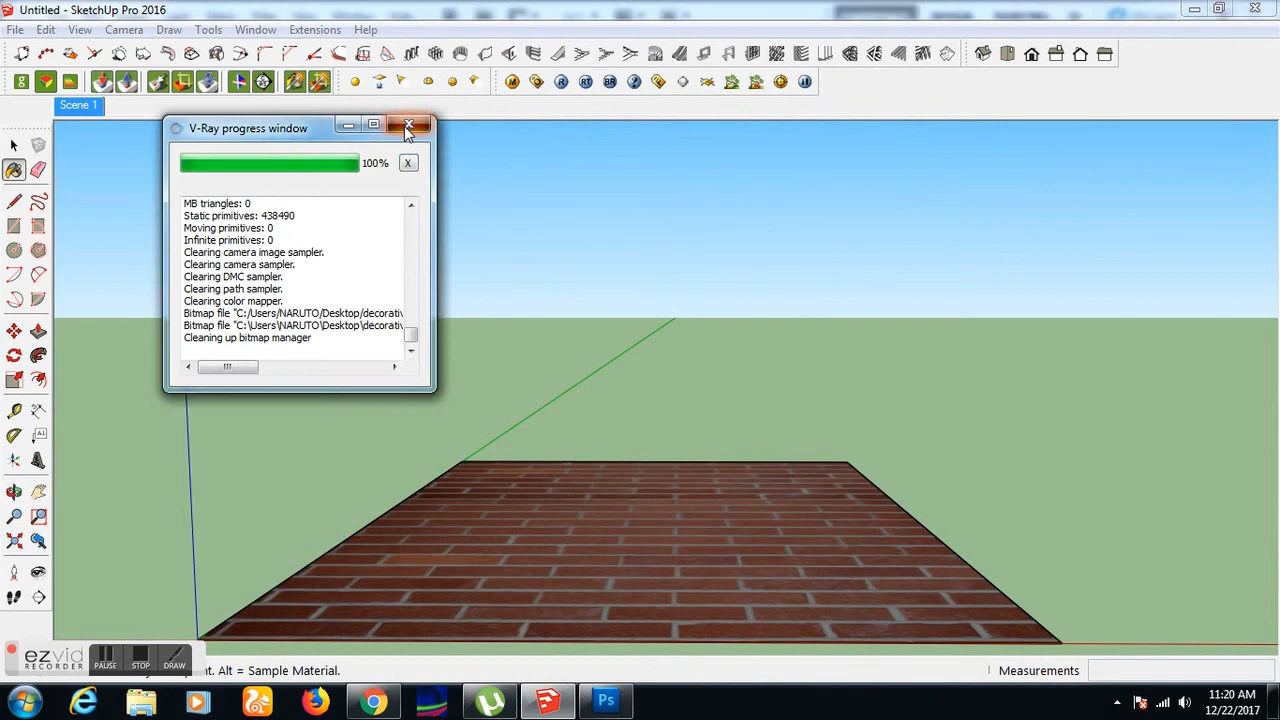 Untitled - SketchUp Pro 2016
File Edit View Camera Draw Tools Window Extensions Help
Scene 1
V-Ray progress window
100% X
MB triangles: 0
Static primitives: 438490
Moving primitives: 0
Infinite primitives: 0
Clearing camera image sampler.
Clearing camera sampler.
Clearing DMC sampler.
Clearing path sampler.
Clearing color mapper.
Bitmap file "C:/Users/NARUTO/Desktop/decorativ
Bitmap file "C:\Users\NARUTO\Desktop\decorativ
Cleaning up bitmap manager
ezvid
RECORDER
PAUSE STOP DRAW
Alt = Sample Material.
Measurements
Ps
11:20 AM
12/22/2017